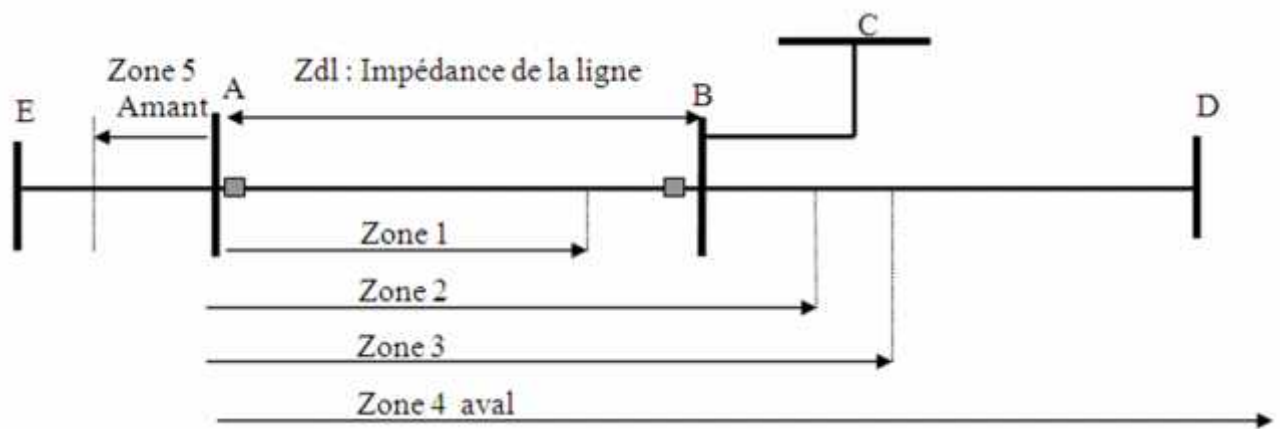 C
Zone 5
Amant
Zdl : Impédance de la ligne
E
A
B
D
Zone 1
Zone 2
Zone 3
Zone 4 aval